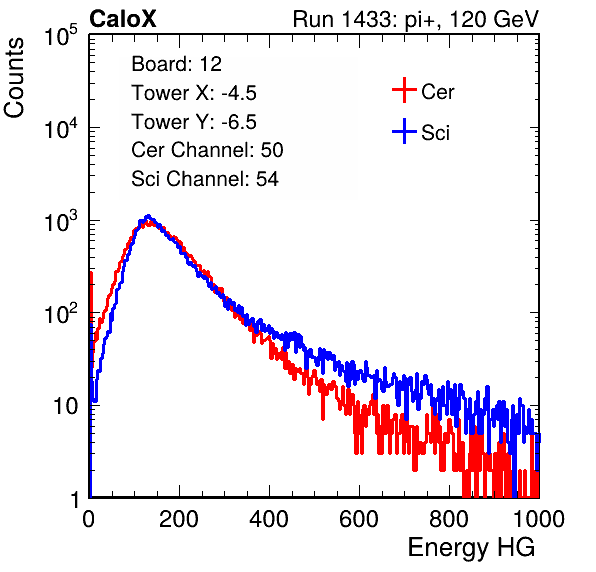 CaloX Run 1433: pi+, 120 GeV
Counts
10^5
10^4
10^3
10^2
10
1
Board: 12
Tower X: -4.5
Tower Y: -6.5
Cer Channel: 50
Sci Channel: 54
Cer
Sci
0 200 400 600 800 1000
Energy HG